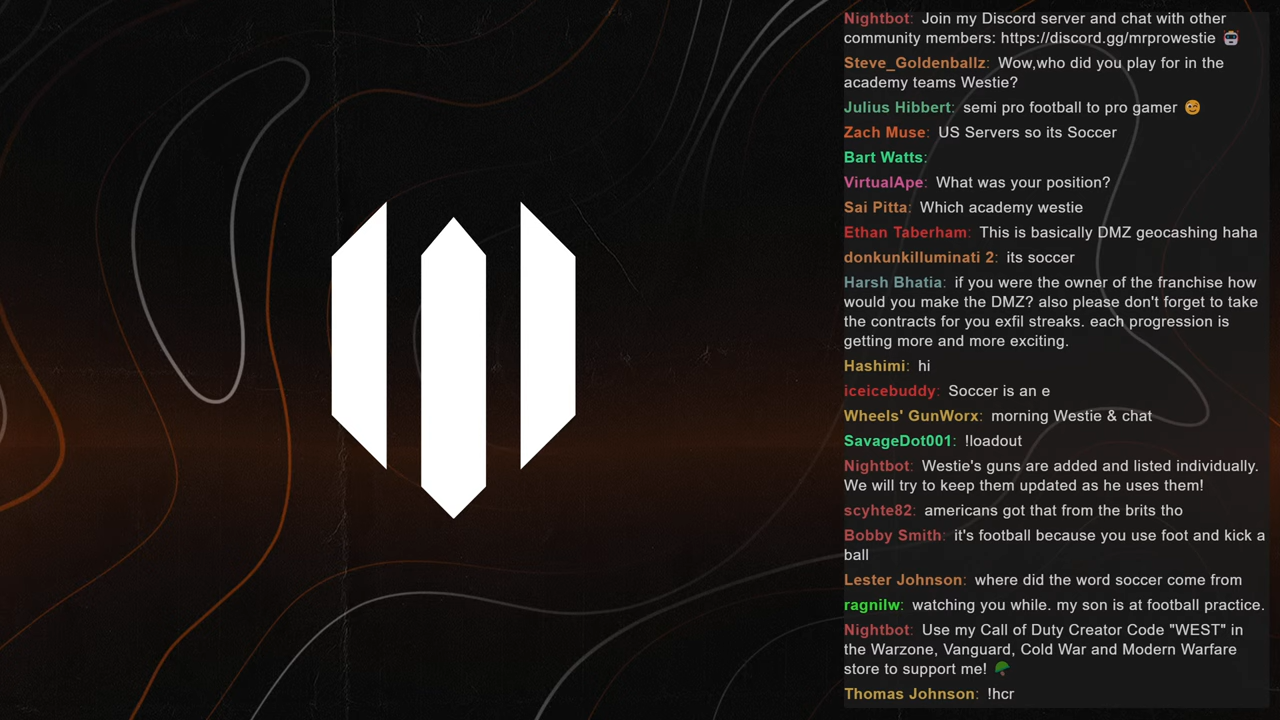 Nightbot: Join my Discord server and chat with other
community members: https://discord.gg/mrprowestie
Steve_Goldenballz: Wow,who did you play for in the
academy teams Westie?
Julius Hibbert: semi pro football to pro gamer
Zach Muse: US Servers so its Soccer
Bart Watts:
VirtualApe: What was your position?
Sai Pitta: Which academy westie
Ethan Taberham: This is basically DMZ geocashing haha
donkunkilluminati 2: its soccer
Harsh Bhatia: if you were the owner of the franchise how
would you make the DMZ? also please don't forget to take
the contracts for you exfil streaks. each progression is
getting more and more exciting.
Hashimi: hi
iceicebuddy: Soccer is an e
Wheels' GunWorx: morning Westie & chat
SavageDot001: !loadout
Nightbot: Westie's guns are added and listed individually.
We will try to keep them updated as he uses them!
scyhte82: americans got that from the brits tho
Bobby Smith: it's football because you use foot and kick a
ball
Lester Johnson: where did the word soccer come from
ragnilw: watching you while. my son is at football practice.
Nightbot: Use my Call of Duty Creator Code "WEST" in
the Warzone, Vanguard, Cold War and Modern Warfare
store to support me!
Thomas Johnson: !hcr